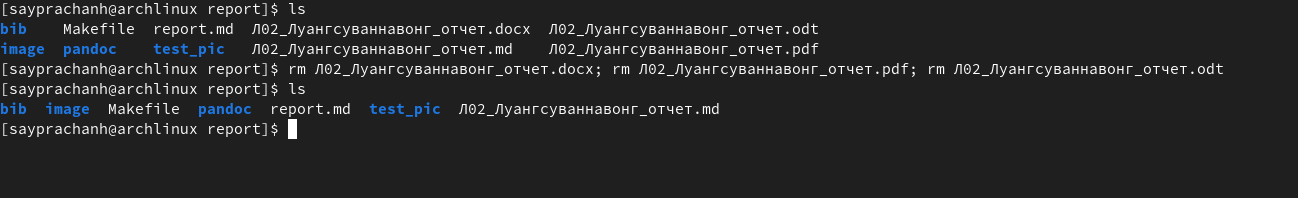 [sayprachanh@archlinux report]$ ls
bib    Makefile  report.md  Л02_Луангсуваннавонг_отчет.docx  Л02_Луангсуваннавонг_отчет.odt
image  pandoc    test_pic   Л02_Луангсуваннавонг_отчет.md    Л02_Луангсуваннавонг_отчет.pdf
[sayprachanh@archlinux report]$ rm Л02_Луангсуваннавонг_отчет.docx; rm Л02_Луангсуваннавонг_отчет.pdf; rm Л02_Луангсуваннавонг_отчет.odt
[sayprachanh@archlinux report]$ ls
bib  image  Makefile  pandoc  report.md  test_pic  Л02_Луангсуваннавонг_отчет.md
[sayprachanh@archlinux report]$